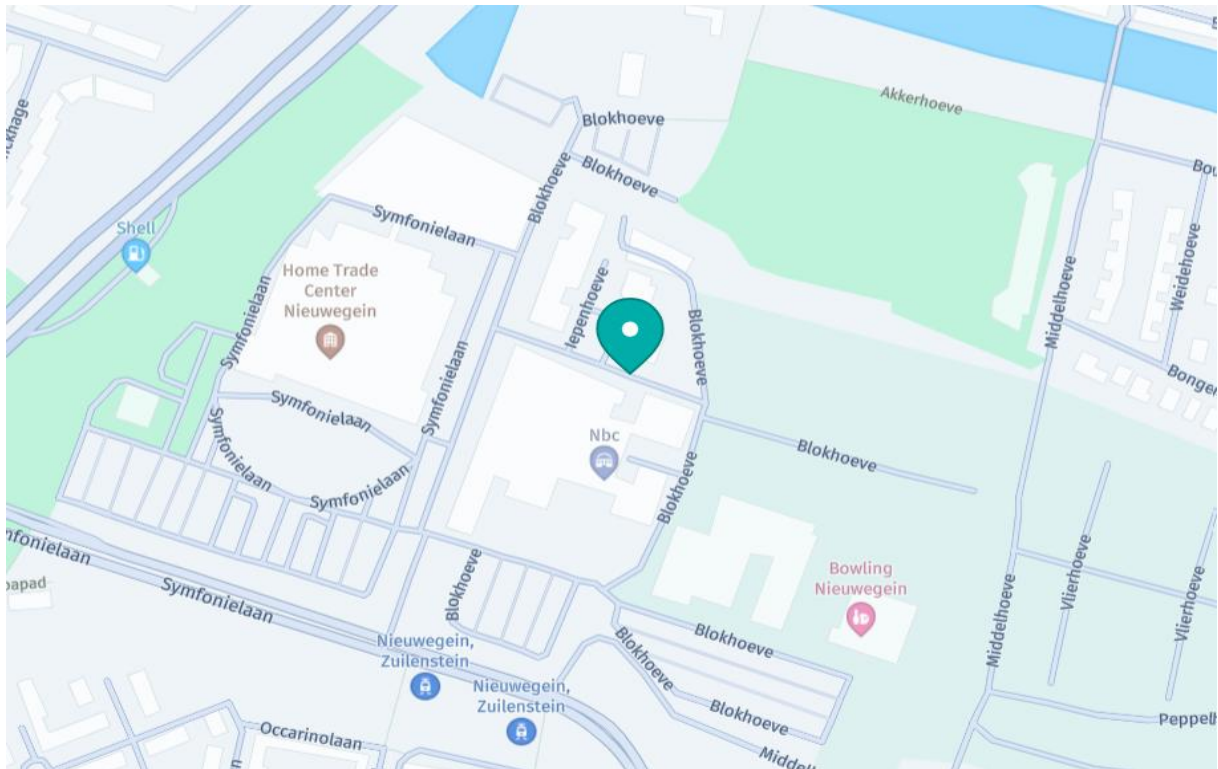 Akkerhoeve
Blokhoeve
Blokhoeve
Blokhoeve
Symfonielaan
Shell
Home Trade
Center
Nieuwegein
Symfonielaan
Iepenhoeve
Blokhoeve
Middelhoeve
Weidehoeve
Symfonielaan
Symfonielaan
Symfonielaan
Symfonielaan
Nbc
Blokhoeve
Blokhoeve
Bowling
Nieuwegein
Vlierhoeve
Vlierhoeve
Middelhoeve
Symfonielaan
Blokhoeve
Blokhoeve
Blokhoeve
Blokhoeve
Nieuwegein,
Zuilenstein
Nieuwegein,
Zuilenstein
Occarinolaan